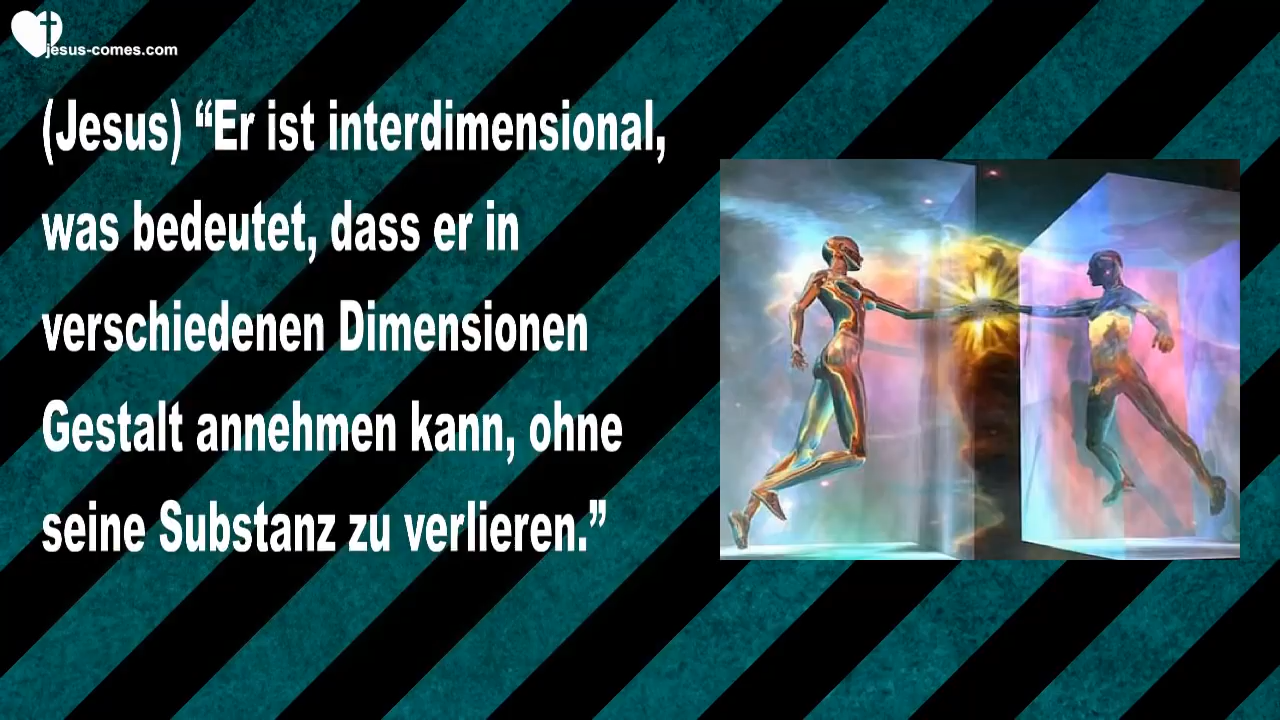 jesus-comes.com
(Jesus) “Er ist interdimensional,
was bedeutet, dass er in
verschiedenen Dimensionen
Gestalt annehmen kann, ohne
seine Substanz zu verlieren.”